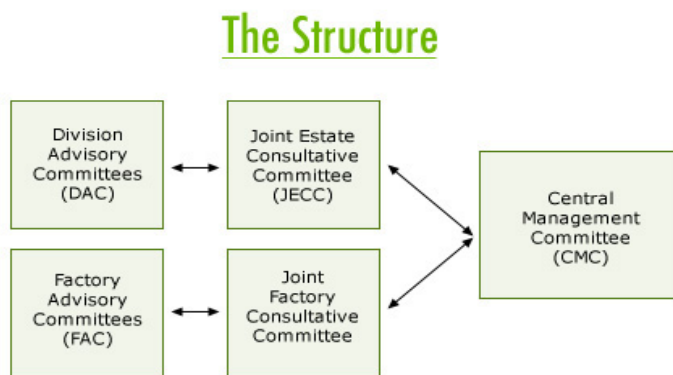 The Structure
Division
Advisory
Committees
(DAC)
Joint Estate
Consultative
Committee
(JECC)
Central
Management
Committee
(CMC)
Factory
Advisory
Committees
(FAC)
Joint
Factory
Consultative
Committee